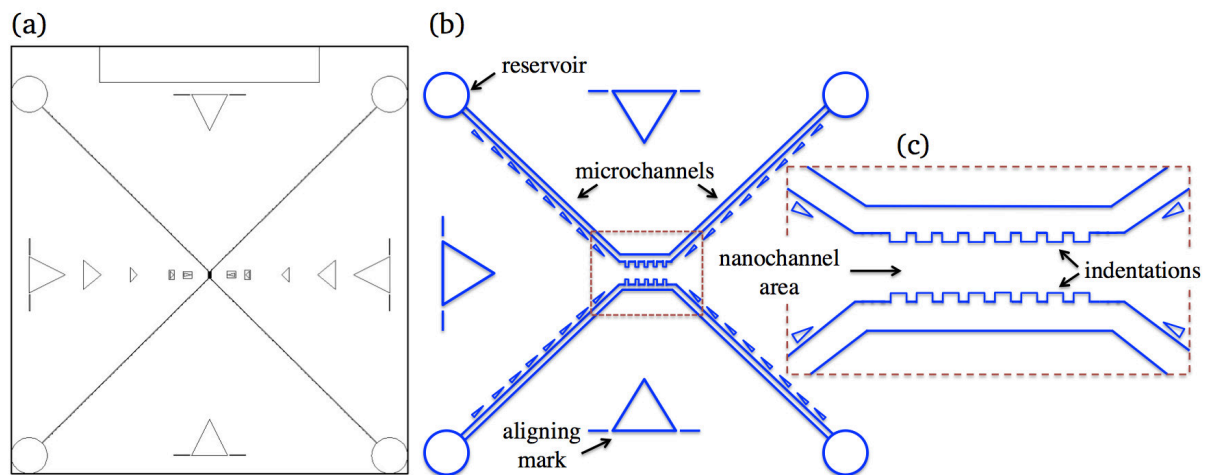 (a)
(b)
reservoir
microchannels
(c)
nanochannel
area
indentations
aligning
mark